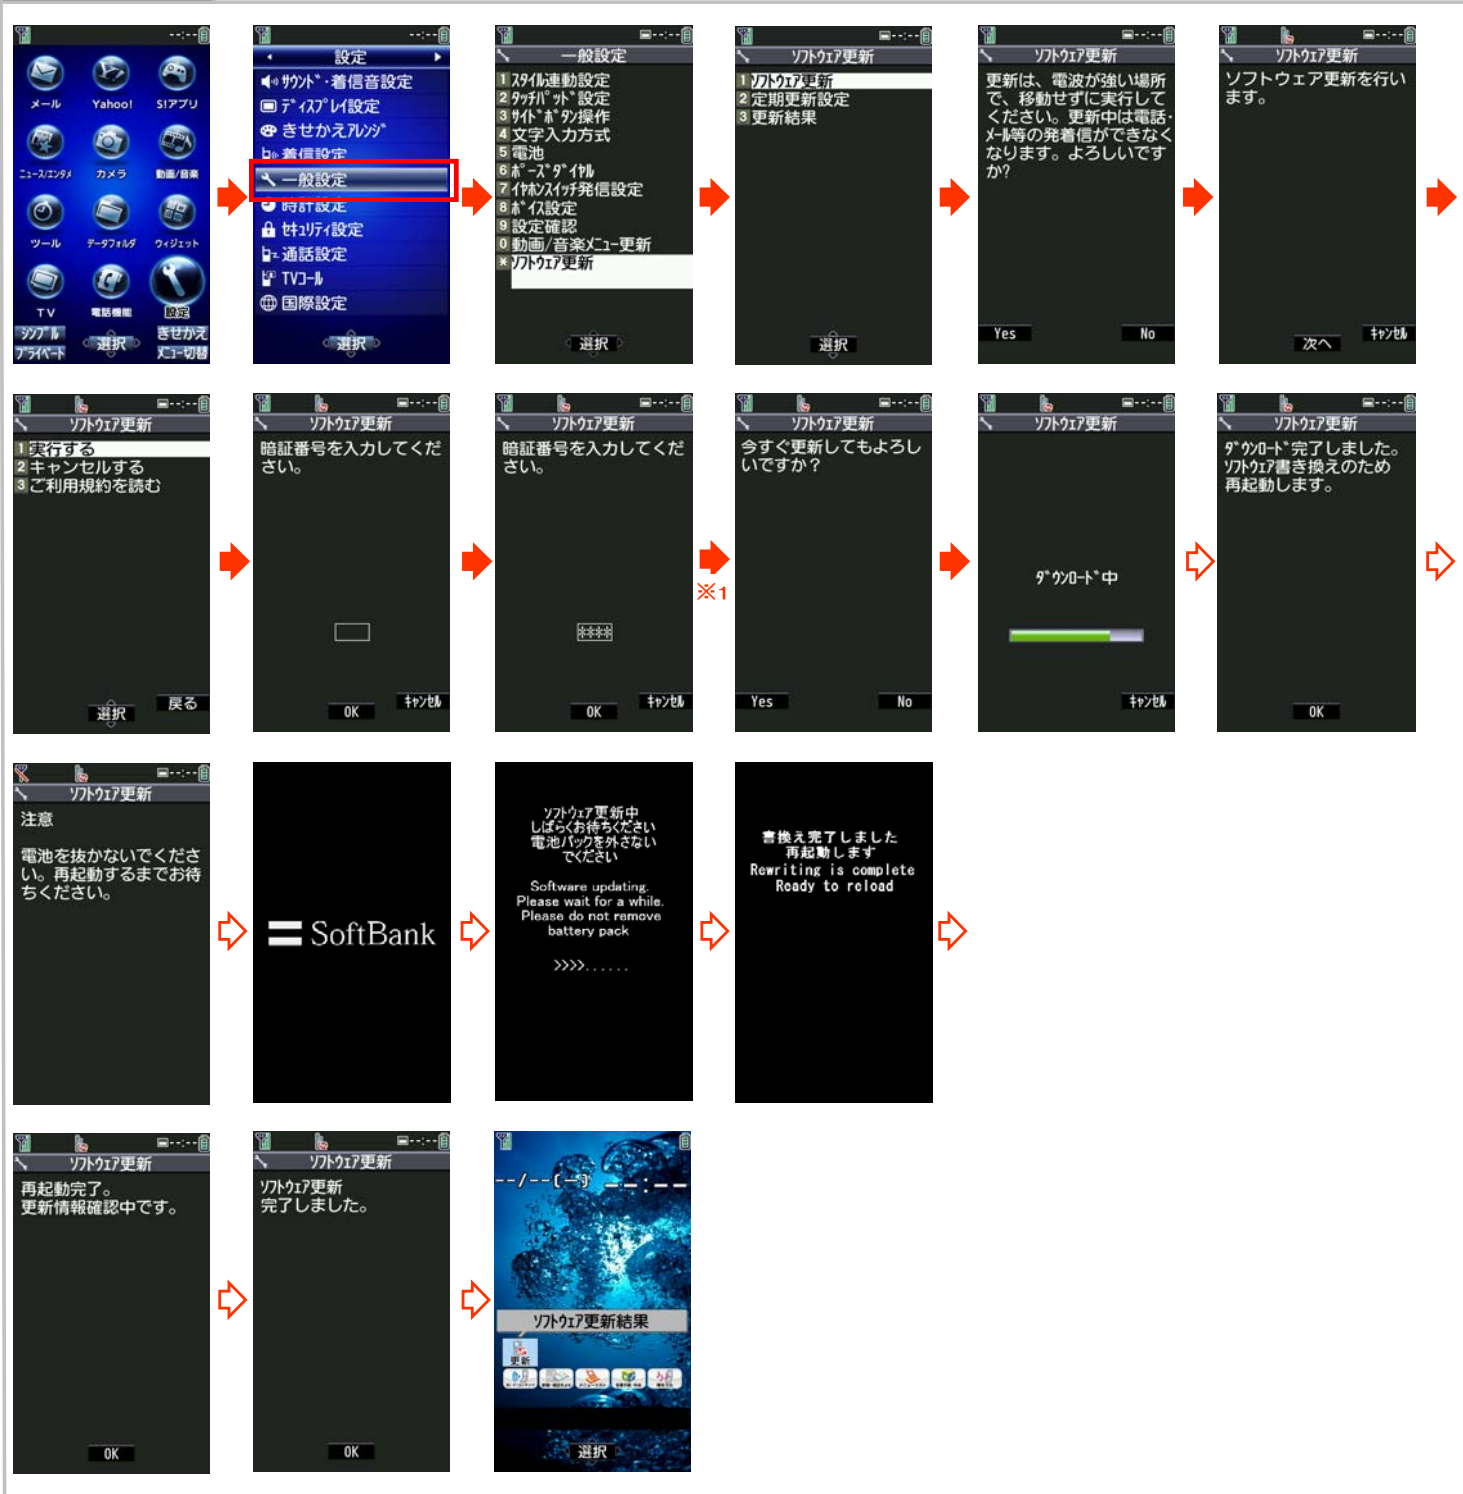 --:--
メール
Yahoo!
S!アプリ
ニュース/エンタメ
カメラ
動画/音楽
ツール
データフォルダ
ウィジェット
TV
電話機能
設定
シンプル
きせかえ
プライベート
選択
メニュー切替
--:--
設定
サウンド・着信音設定
ディスプレイ設定
きせかえアレンジ
着信設定
一般設定
時計設定
セキュリティ設定
通話設定
TVコール
国際設定
選択
--:--
一般設定
1 スタイル連動設定
2 タッチパッド設定
3 サイドボタン操作
4 文字入力方式
5 電池
6 ポーズダイヤル
7 イヤホンスイッチ発信設定
8 ボイス設定
9 設定確認
0 動画/音楽メニュー更新
* ソフトウェア更新
選択
--:--
ソフトウェア更新
1 ソフトウェア更新
2 定期更新設定
3 更新結果
選択
--:--
ソフトウェア更新
更新は、電波が強い場所
で、移動せずに実行して
ください。更新中は電話・
メール等の発着信ができなく
なります。よろしいです
か?
Yes
No
--:--
ソフトウェア更新
ソフトウェア更新を行い
ます。
次へ
キャンセル
--:--
ソフトウェア更新
1 実行する
2 キャンセルする
3 ご利用規約を読む
選択
戻る
--:--
ソフトウェア更新
暗証番号を入力してくだ
さい。
OK
キャンセル
--:--
ソフトウェア更新
暗証番号を入力してくだ
さい。
****
OK
キャンセル
※1
--:--
ソフトウェア更新
今すぐ更新してもよろし
いですか?
Yes
No
--:--
ソフトウェア更新
ダウンロード中
キャンセル
--:--
ソフトウェア更新
ダウンロード完了しました。
ソフトウェア書き換えのため
再起動します。
OK
--:--
ソフトウェア更新
注意
電池を抜かないでくださ
い。再起動するまでお待
ちください。
SoftBank
ソフトウェア更新中
しばらくお待ちください
電池パックを外さない
でください
Software updating.
Please wait for a while.
Please do not remove
battery pack
>>>>......
書換え完了しました
再起動します
Rewriting is complete
Ready to reload
--:--
ソフトウェア更新
再起動完了。
更新情報確認中です。
OK
--:--
ソフトウェア更新
ソフトウェア更新
完了しました。
OK
--/--(-) --:--
ソフトウェア更新結果
更新
選択